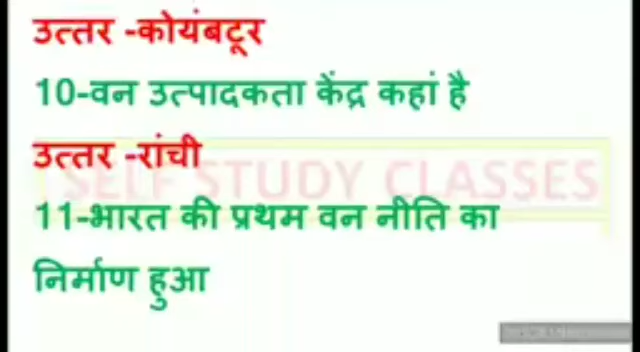 उत्तर -कोयंबटूर
10-वन उत्पादकता केंद्र कहां है
उत्तर -रांची
SELF STUDY CLASSES
11-भारत की प्रथम वन नीति का
निर्माण हुआ